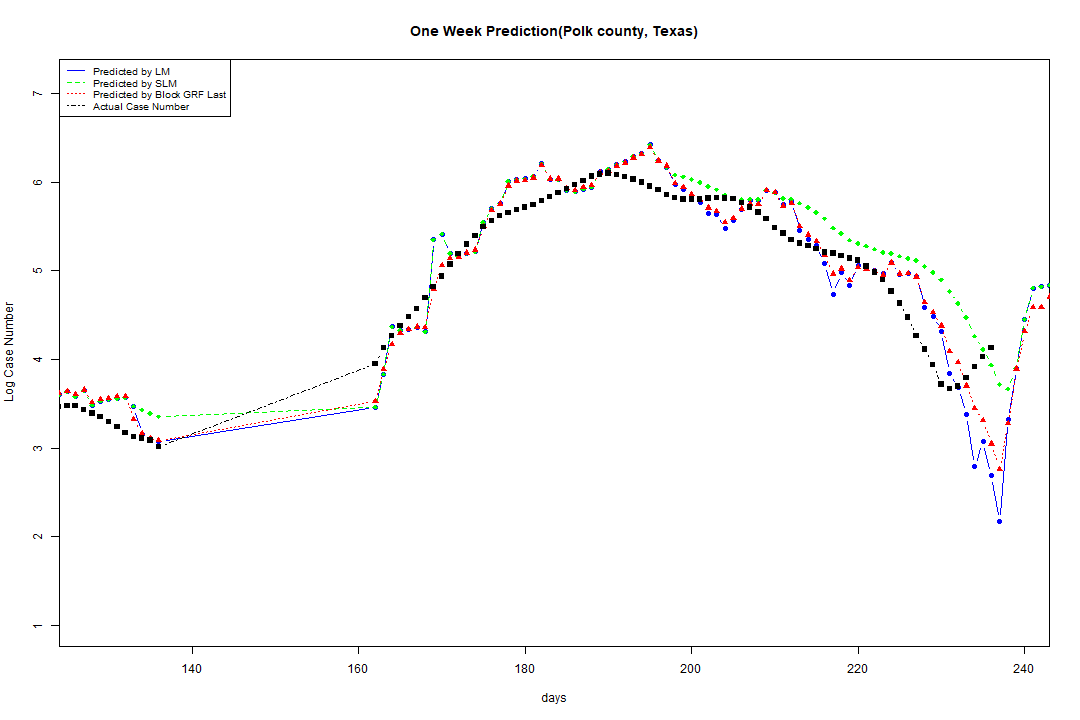 One Week Prediction(Polk county, Texas)
Predicted by LM
Predicted by SLM
Predicted by Block GRF Last
Actual Case Number
7
6
5
4
3
2
1
Log Case Number
140 160 180 200 220 240
days